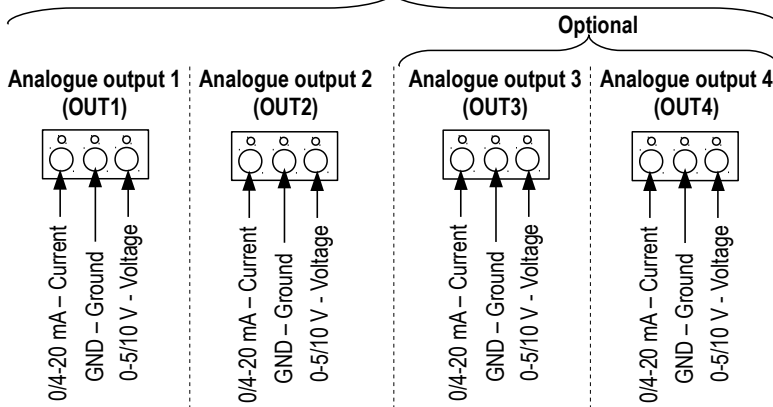 Optional
Analogue output 1
(OUT1)
Analogue output 2
(OUT2)
Analogue output 3
(OUT3)
Analogue output 4
(OUT4)
0/4-20 mA – Current
GND – Ground
0-5/10 V - Voltage
0/4-20 mA – Current
GND – Ground
0-5/10 V - Voltage
0/4-20 mA – Current
GND – Ground
0-5/10 V - Voltage
0/4-20 mA – Current
GND – Ground
0-5/10 V - Voltage